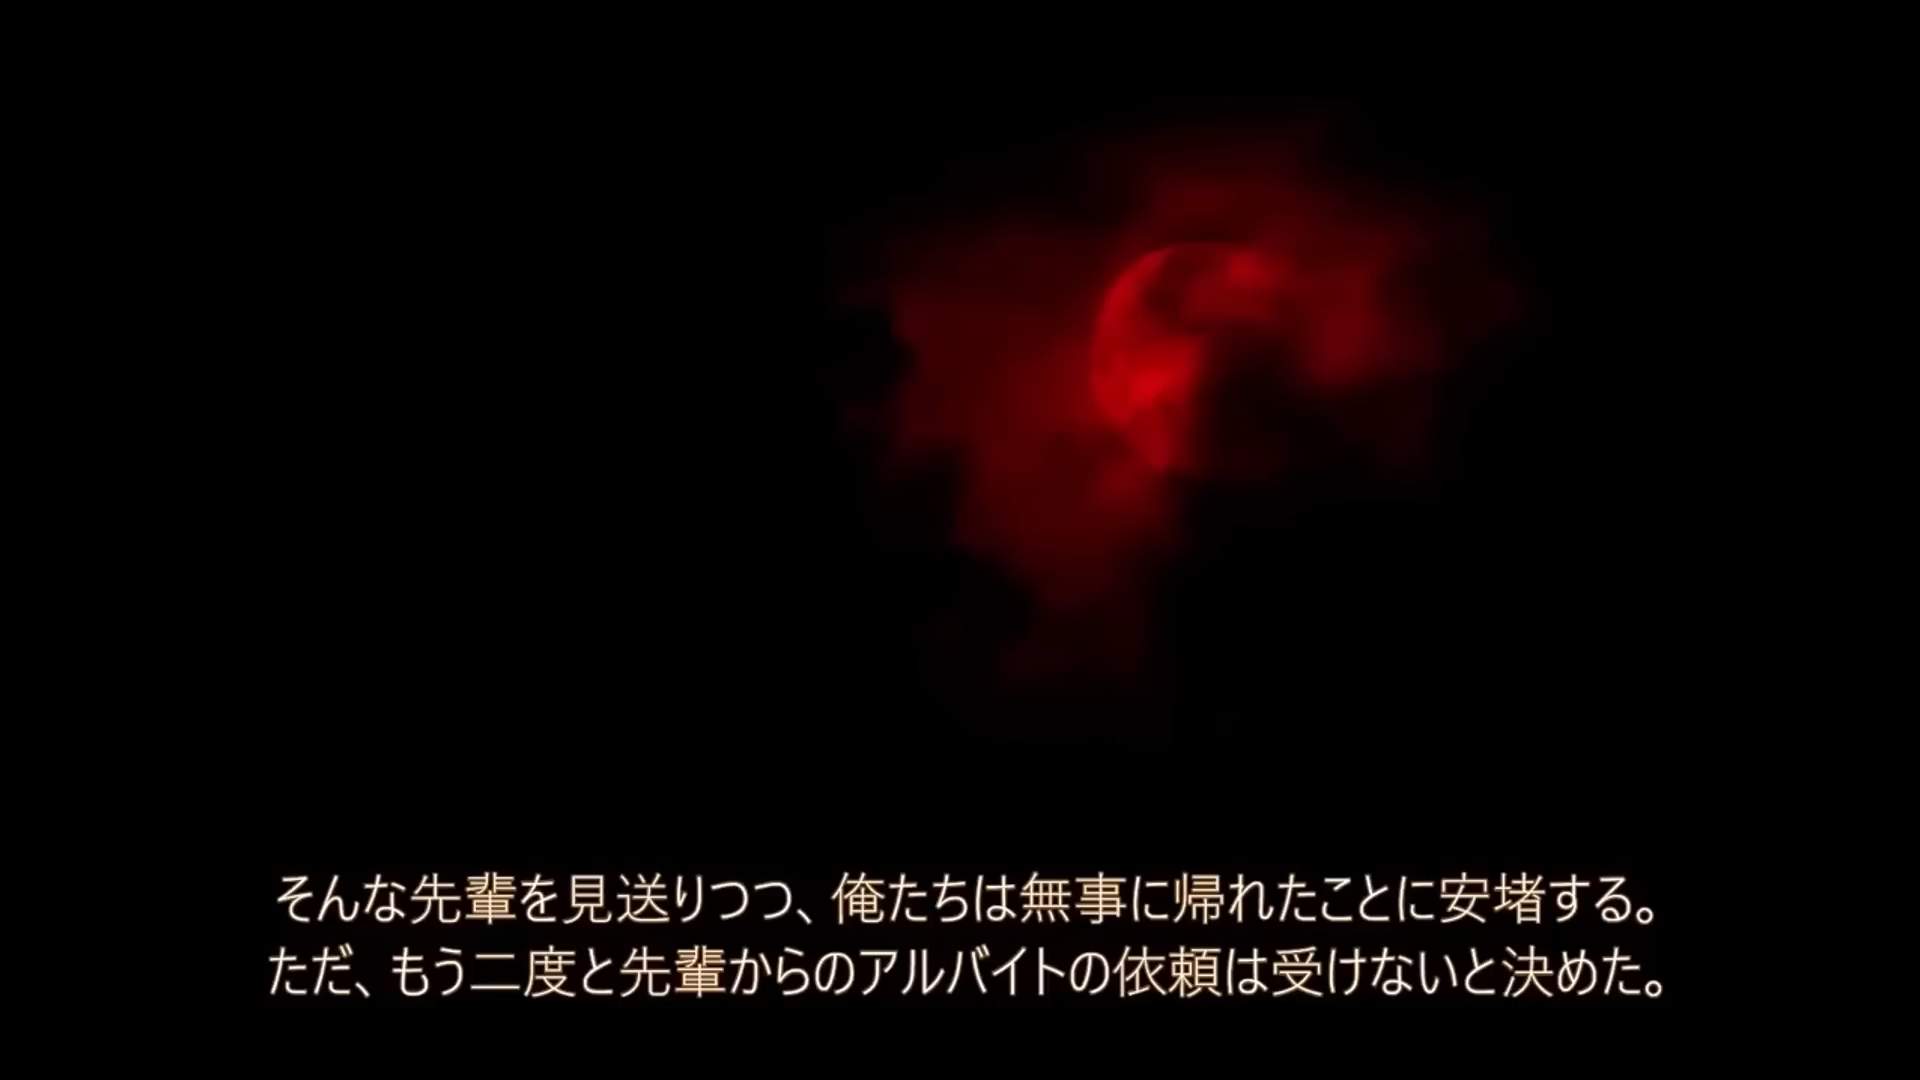 そんな先輩を見送りつつ、俺たちは無事に帰れたことに安堵する。
ただ、もう二度と先輩からのアルバイトの依頼は受けないと決めた。